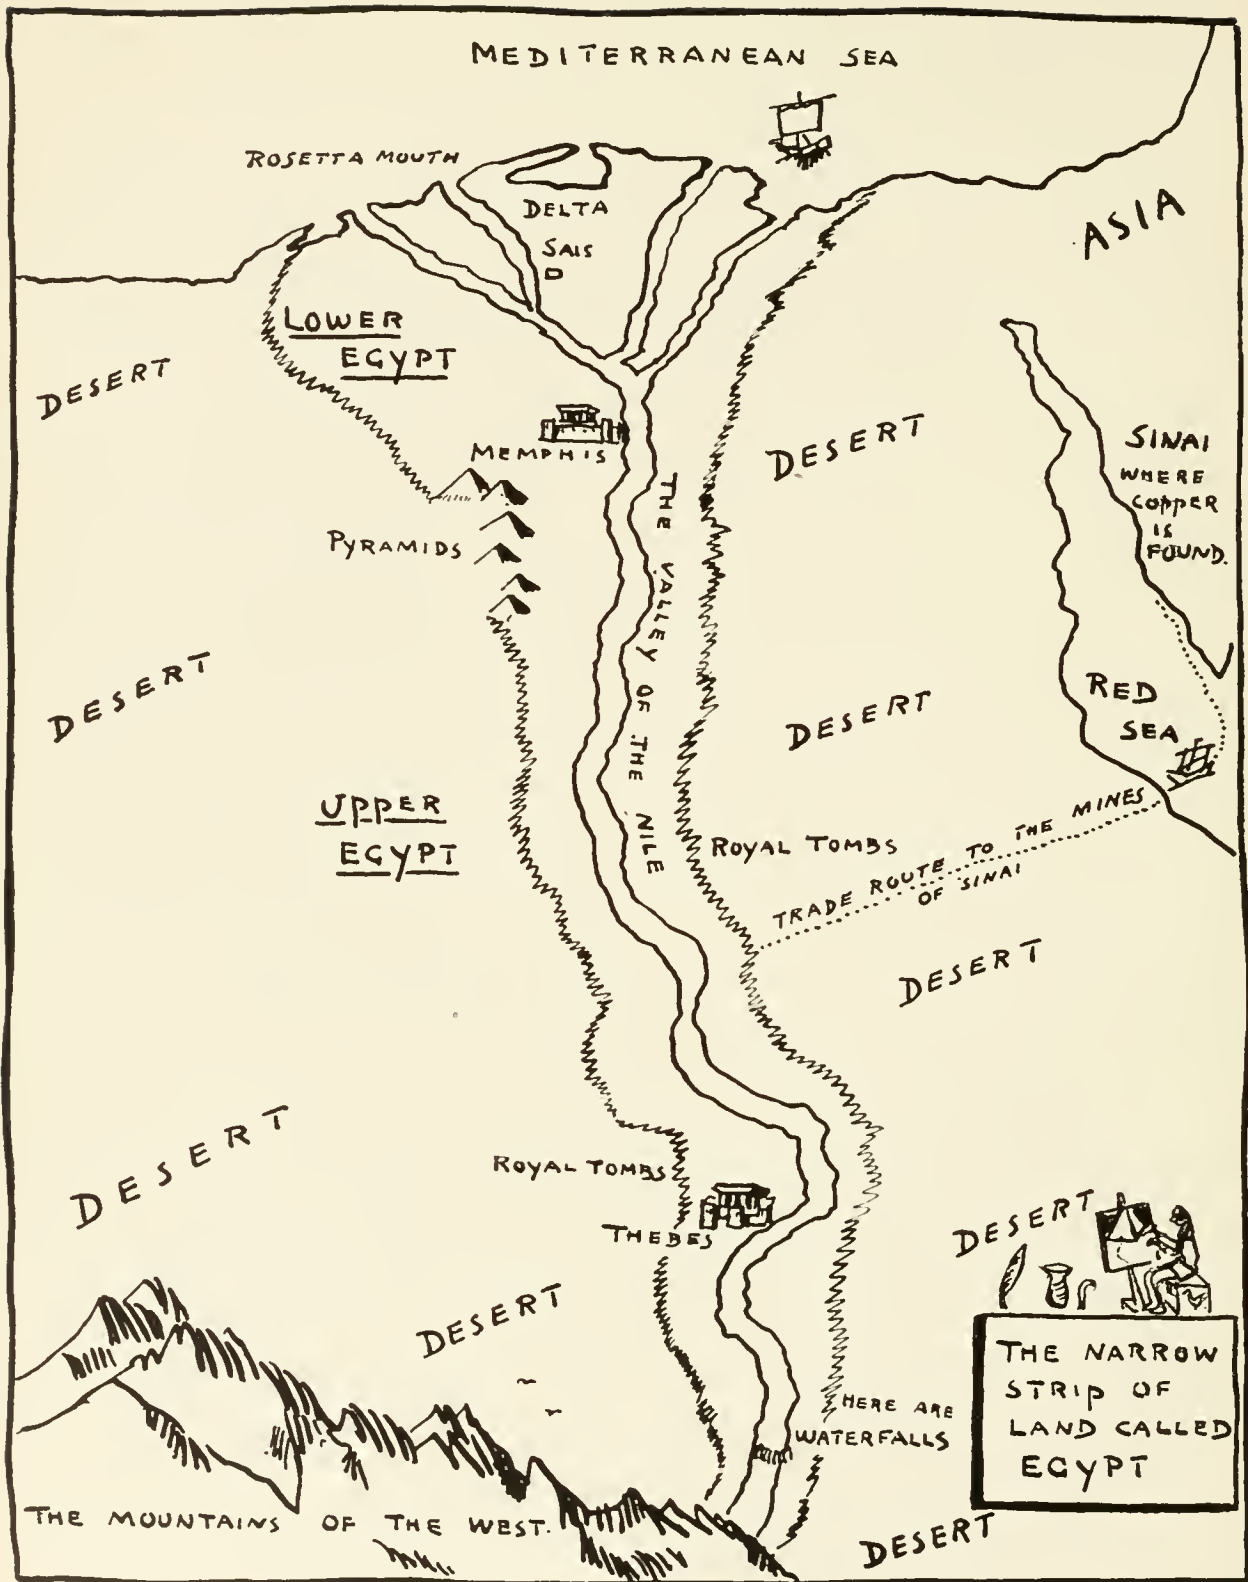 MEDITERRANEAN SEA
ROSETTA MOUTH
DELTA
SAIS
ASIA
LOWER
EGYPT
DESERT
MEMPHIS
DESERT
SINAI
WHERE
COPPER
IS
FOUND.
PYRAMIDS
THE VALLEY OF THE NILE
DESERT
DESERT
RED
SEA
UPPER
EGYPT
ROYAL TOMBS
TRADE ROUTE TO THE MINES
OF SINAI
DESERT
DESERT
ROYAL TOMBS
THEBES
DESERT
DESERT
HERE ARE
WATERFALLS
THE NARROW
STRIP OF
LAND CALLED
EGYPT
THE MOUNTAINS OF THE WEST.
DESERT